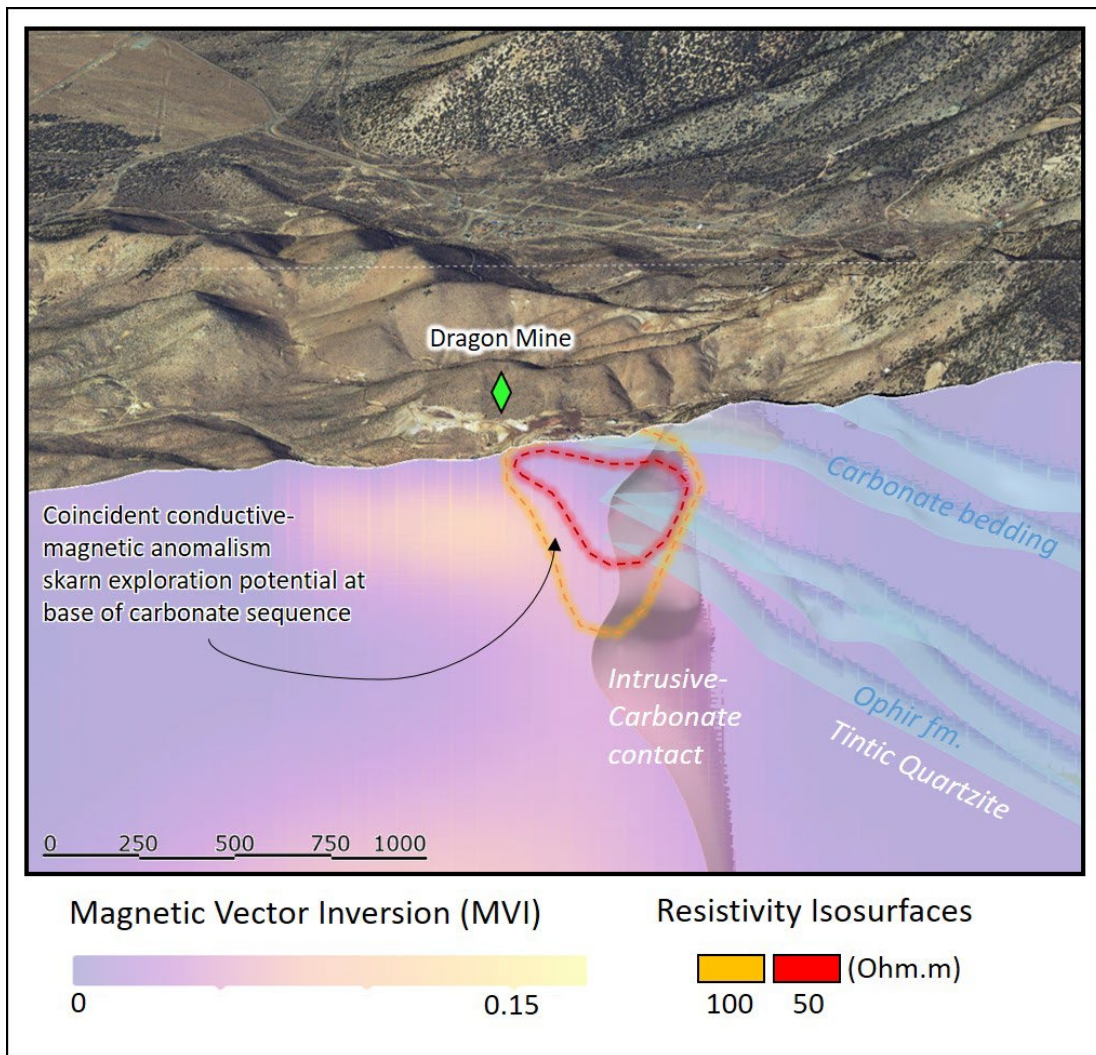 Dragon Mine
Carbonate bedding
Coincident conductive-
magnetic anomalism
skarn exploration potential at
base of carbonate sequence
Intrusive-
Carbonate
contact
Ophir fm.
Tintic Quartzite
0 250 500 750 1000
Magnetic Vector Inversion (MVI)
0 0.15
Resistivity Isosurfaces
(Ohm.m)
100 50